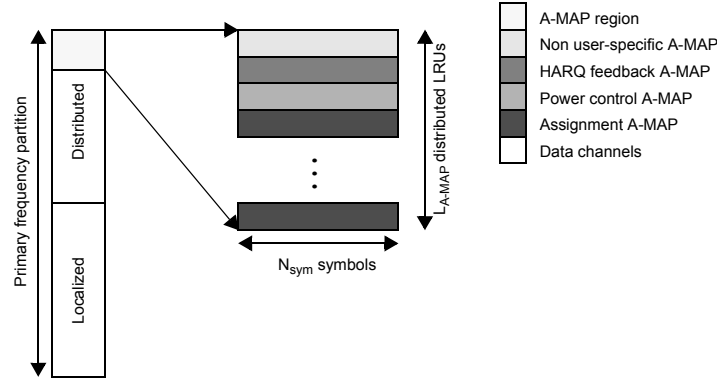 Primary frequency partition
Distributed
Localized
N_sym symbols
L_A-MAP distributed LRUs
A-MAP region
Non user-specific A-MAP
HARQ feedback A-MAP
Power control A-MAP
Assignment A-MAP
Data channels